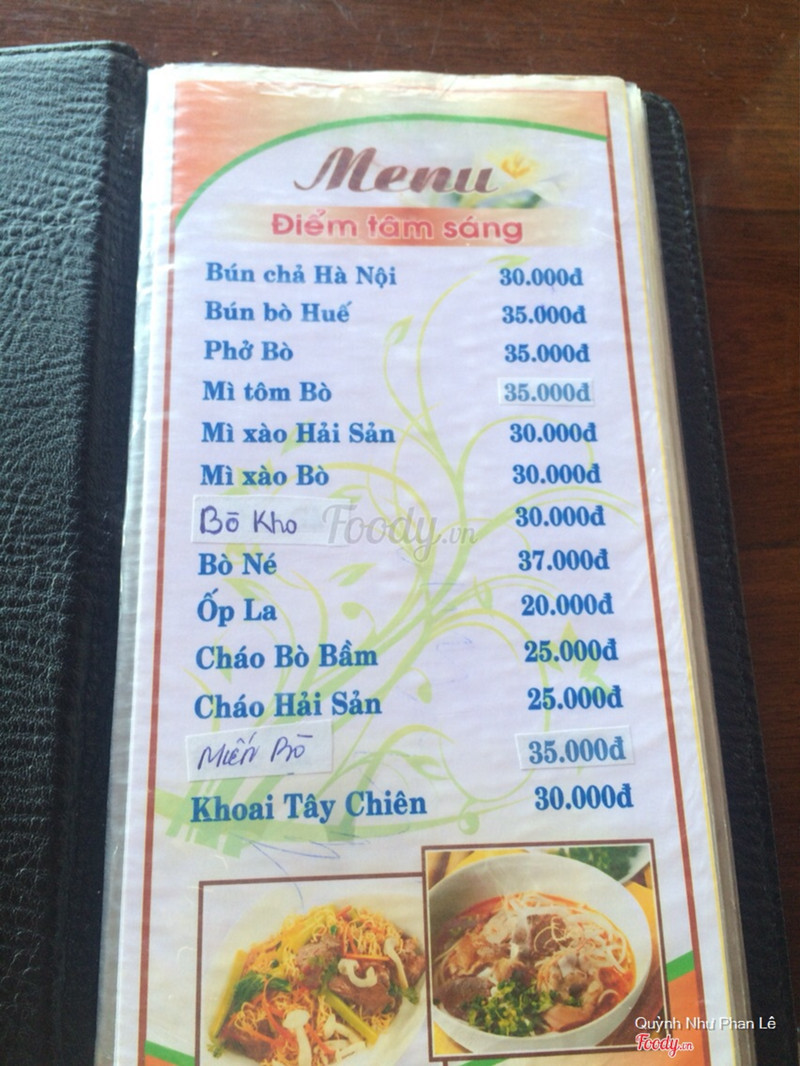 Menu
Điểm tâm sáng
Bún chả Hà Nội 30.000đ
Bún bò Huế 35.000đ
Phở Bò 35.000đ
Mì tôm Bò 35.000đ
Mì xào Hải Sản 30.000đ
Mì xào Bò 30.000đ
Bò Kho 30.000đ
Foody.vn
Bò Né 37.000đ
Ốp La 20.000đ
Cháo Bò Bầm 25.000đ
Cháo Hải Sản 25.000đ
Miến Bò 35.000đ
Khoai Tây Chiên 30.000đ
Quỳnh Như Phan Lê
Foody.vn